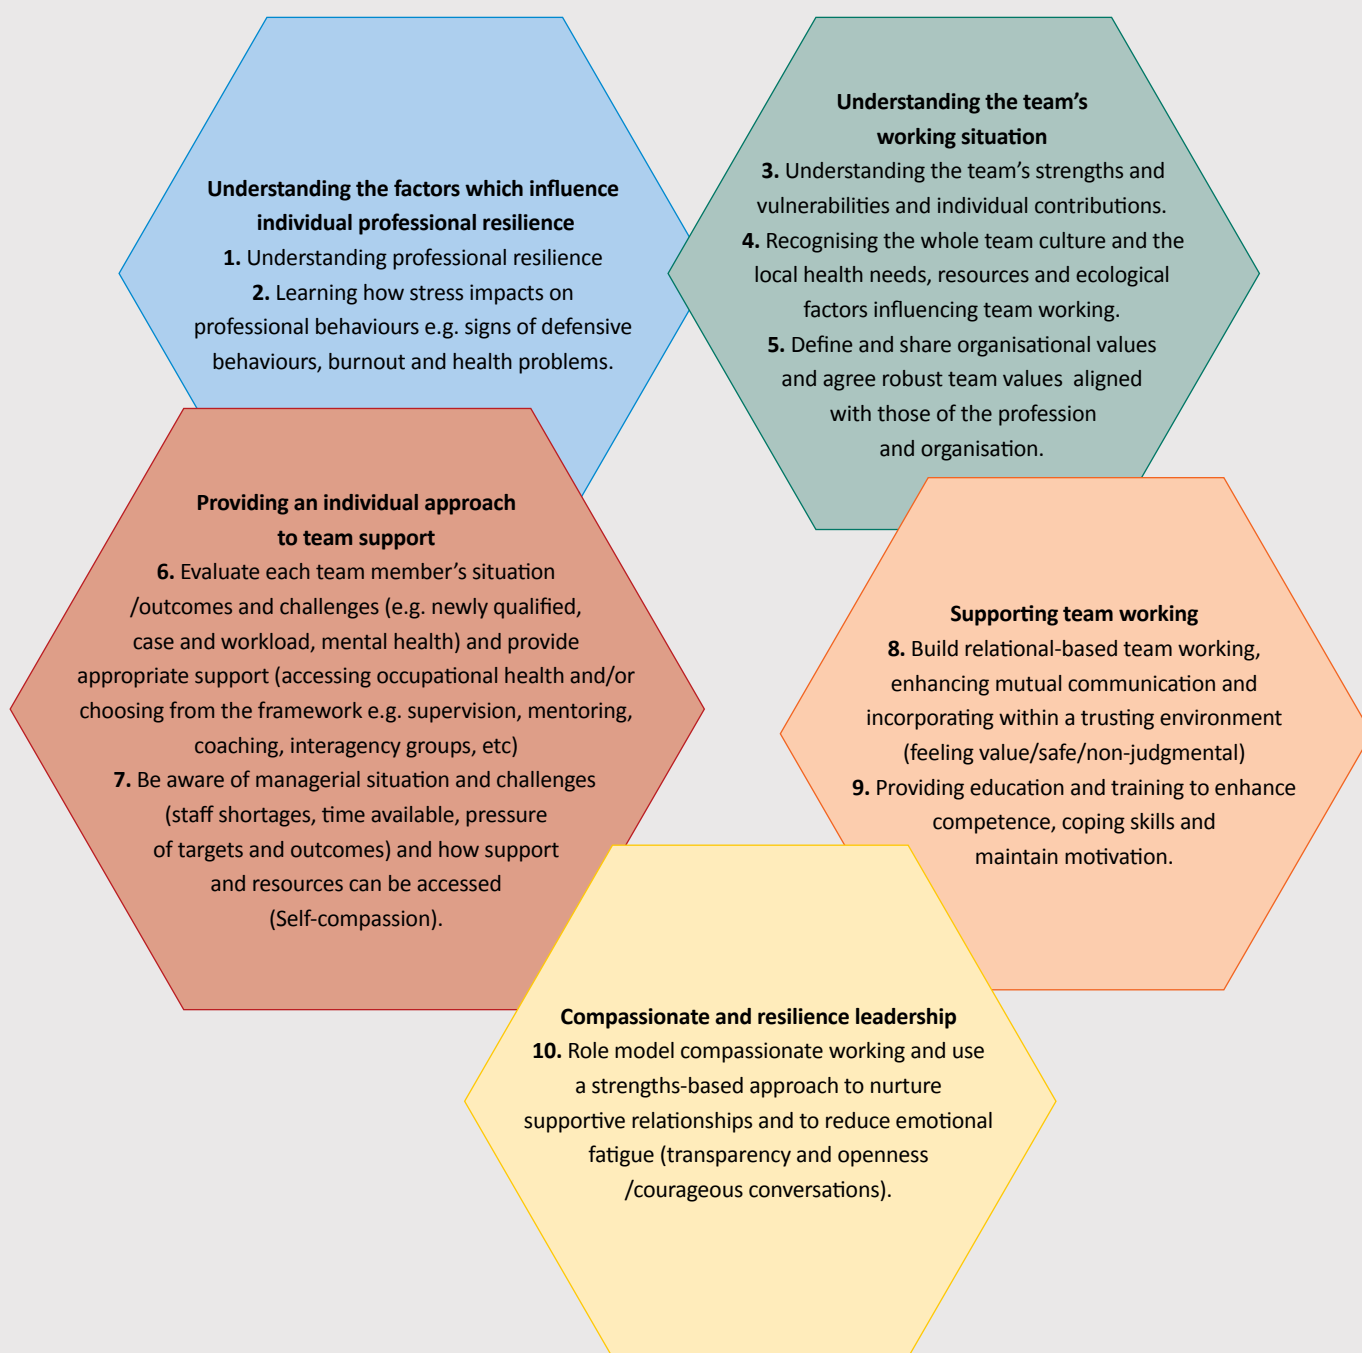 Understanding the factors which influence
individual professional resilience
1. Understanding professional resilience
2. Learning how stress impacts on
professional behaviours e.g. signs of defensive
behaviours, burnout and health problems.
Understanding the team’s
working situation
3. Understanding the team’s strengths and
vulnerabilities and individual contributions.
4. Recognising the whole team culture and the
local health needs, resources and ecological
factors influencing team working.
5. Define and share organisational values
and agree robust team values aligned
with those of the profession
and organisation.
Providing an individual approach
to team support
6. Evaluate each team member’s situation
/outcomes and challenges (e.g. newly qualified,
case and workload, mental health) and provide
appropriate support (accessing occupational health and/or
choosing from the framework e.g. supervision, mentoring,
coaching, interagency groups, etc)
7. Be aware of managerial situation and challenges
(staff shortages, time available, pressure
of targets and outcomes) and how support
and resources can be accessed
(Self-compassion).
Supporting team working
8. Build relational-based team working,
enhancing mutual communication and
incorporating within a trusting environment
(feeling value/safe/non-judgmental)
9. Providing education and training to enhance
competence, coping skills and
maintain motivation.
Compassionate and resilience leadership
10. Role model compassionate working and use
a strengths-based approach to nurture
supportive relationships and to reduce emotional
fatigue (transparency and openness
/courageous conversations).